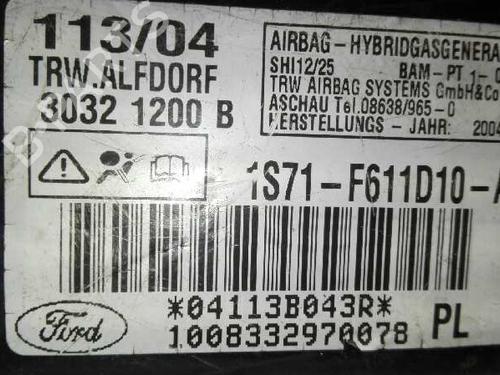 113/04
TRW.ALFDORF
3032 1200 B
AIRBAG-HYBRIDGASGENERA
SHI12/25 BAM-PT 1-
TRW AIRBAG SYSTEMS GmbH&Co
ASCHAU Tel.08638/965-0
HERSTELLUNGS - JAHR: 2004
1S71-F611D10-A
*04113B043R*
1008332970078 PL
Ford